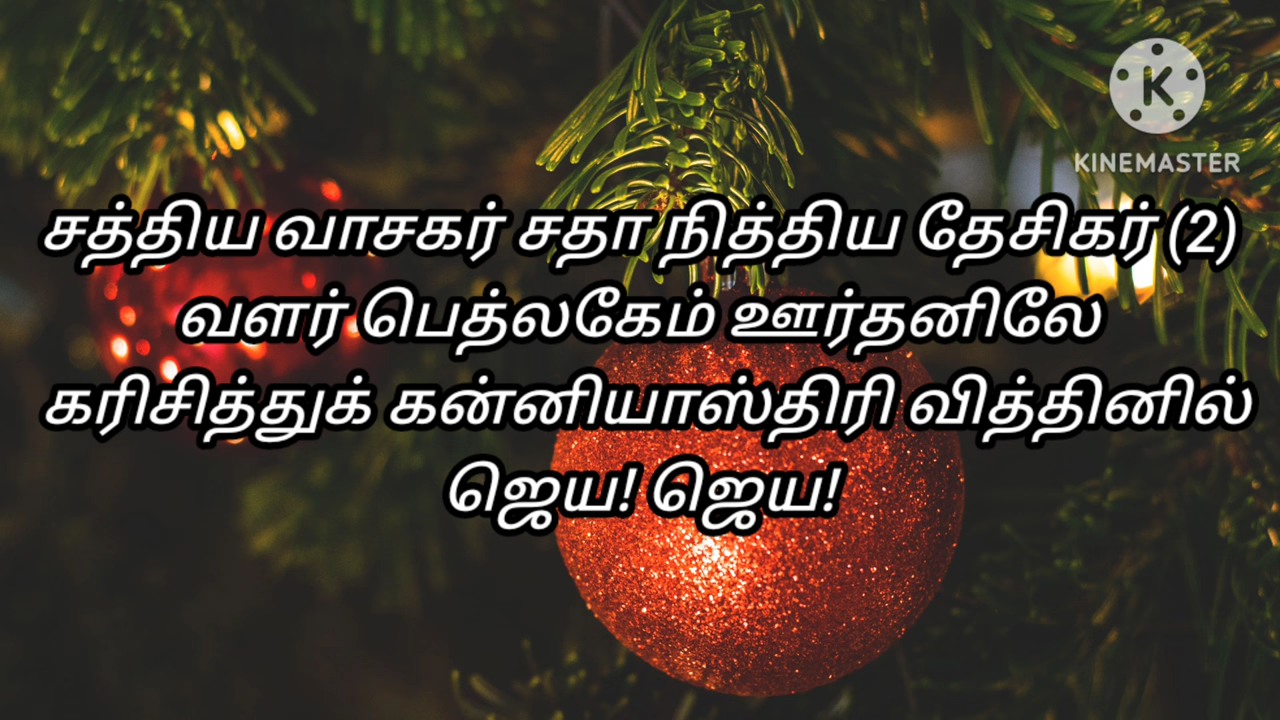 K
KINEMASTER
சத்திய வாசகர் சதா நித்திய தேசிகர் (2)
வளர் பெத்லகேம் ஊர்தனிலே
கரிசித்துக் கன்னியாஸ்திரி வித்தினில்
ஜெய! ஜெய!